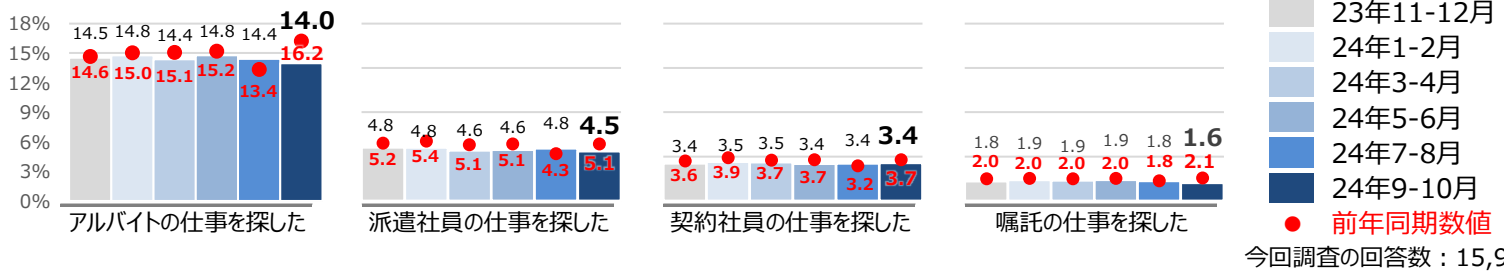 18%
15%
12%
9%
6%
3%
0%
14.5 14.8 14.4 14.8 14.4 14.0
14.6 15.0 15.1 15.2 13.4 16.2
アルバイトの仕事を探した
4.8 4.8 4.6 4.6 4.8 4.5
5.2 5.4 5.1 5.1 4.3 5.1
派遣社員の仕事を探した
3.4 3.5 3.5 3.4 3.4 3.4
3.6 3.9 3.7 3.7 3.2 3.7
契約社員の仕事を探した
1.8 1.9 1.9 1.9 1.8 1.6
2.0 2.0 2.0 2.0 1.8 2.1
嘱託の仕事を探した
23年11-12月
24年1-2月
24年3-4月
24年5-6月
24年7-8月
24年9-10月
前年同期数値
今回調査の回答数：15,9